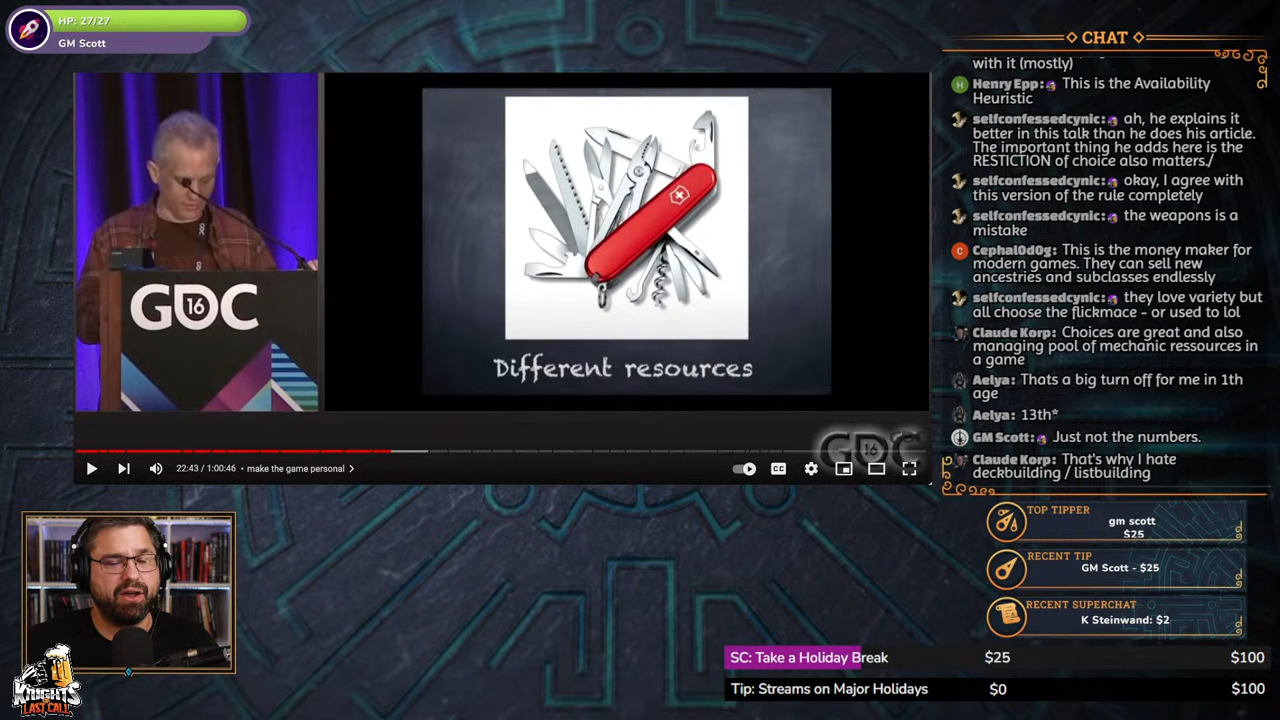 HP: 27/27
GM Scott
GDC
16
Different resources
GDC
16
22:43 / 1:00:46 • make the game personal >
CC
CHAT
with it (mostly)
H Henry Epp: This is the Availability
Heuristic
selfconfessedcynic: ah, he explains it
better in this talk than he does his article.
The important thing he adds here is the
RESTICTION of choice also matters./
selfconfessedcynic: okay, I agree with
this version of the rule completely
selfconfessedcynic: the weapons is a
mistake
C CephalOdOg: This is the money maker for
modern games. They can sell new
ancestries and subclasses endlessly
selfconfessedcynic: they love variety but
all choose the flickmace - or used to lol
Claude Korp: Choices are great and also
managing pool of mechanic ressources in
a game
Aelya: Thats a big turn off for me in 1th
age
Aelya: 13th*
GM Scott: Just not the numbers.
Claude Korp: That's why I hate
deckbuilding / listbuilding
TOP TIPPER
gm scott
$25
RECENT TIP
GM Scott - $25
RECENT SUPERCHAT
K Steinwand: $2
SC: Take a Holiday Break $25 $100
Tip: Streams on Major Holidays $0 $100
KNIGHTS
LAST CALL